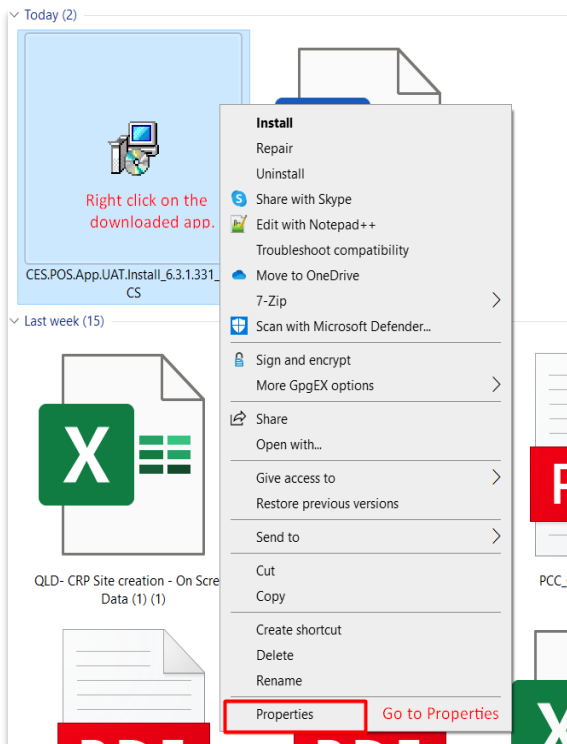 Today (2)
Right click on the
downloaded app.
CES.POS.App.UAT.Install_6.3.1.331_
CS
Install
Repair
Uninstall
Share with Skype
Edit with Notepad++
Troubleshoot compatibility
Move to OneDrive
7-Zip
Scan with Microsoft Defender...
Sign and encrypt
More GpgEX options
Share
Open with...
Give access to
Restore previous versions
Send to
Cut
Copy
Create shortcut
Delete
Rename
Properties
Go to Properties
Last week (15)
X
QLD- CRP Site creation - On Scre
Data (1) (1)
PCC_
PDF
PDF
X